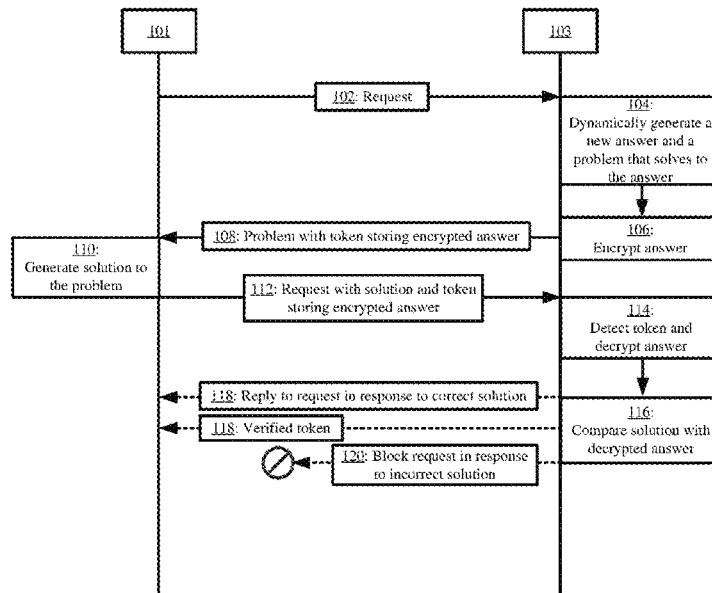 101
103
102: Request
104:
Dynamically generate a
new answer and a
problem that solves to
the answer
108: Problem with token storing encrypted answer
106:
Encrypt answer
110:
Generate solution to
the problem
112: Request with solution and token
storing encrypted answer
114:
Detect token and
decrypt answer
118: Reply to request in response to correct solution
116:
Compare solution with
decrypted answer
118: Verified token
120: Block request in response
to incorrect solution